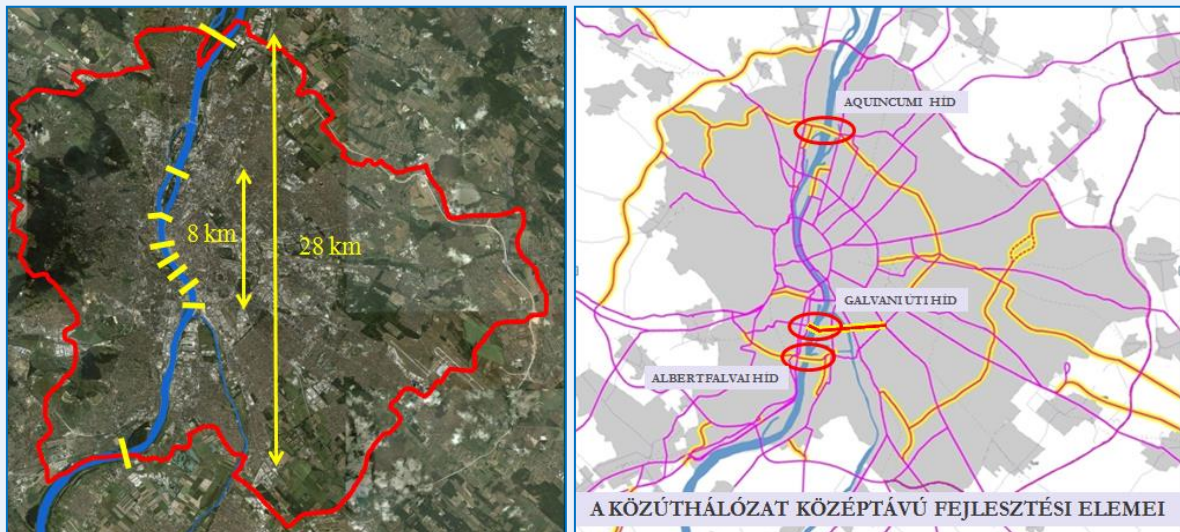 8 km
28 km
AQUINCUMI HÍD
GALVANI ÚTI HÍD
ALBERTFALVAI HÍD
A KÖZÚTHÁLÓZAT KÖZÉPTÁVÚ FEJLESZTÉSI ELEMEI